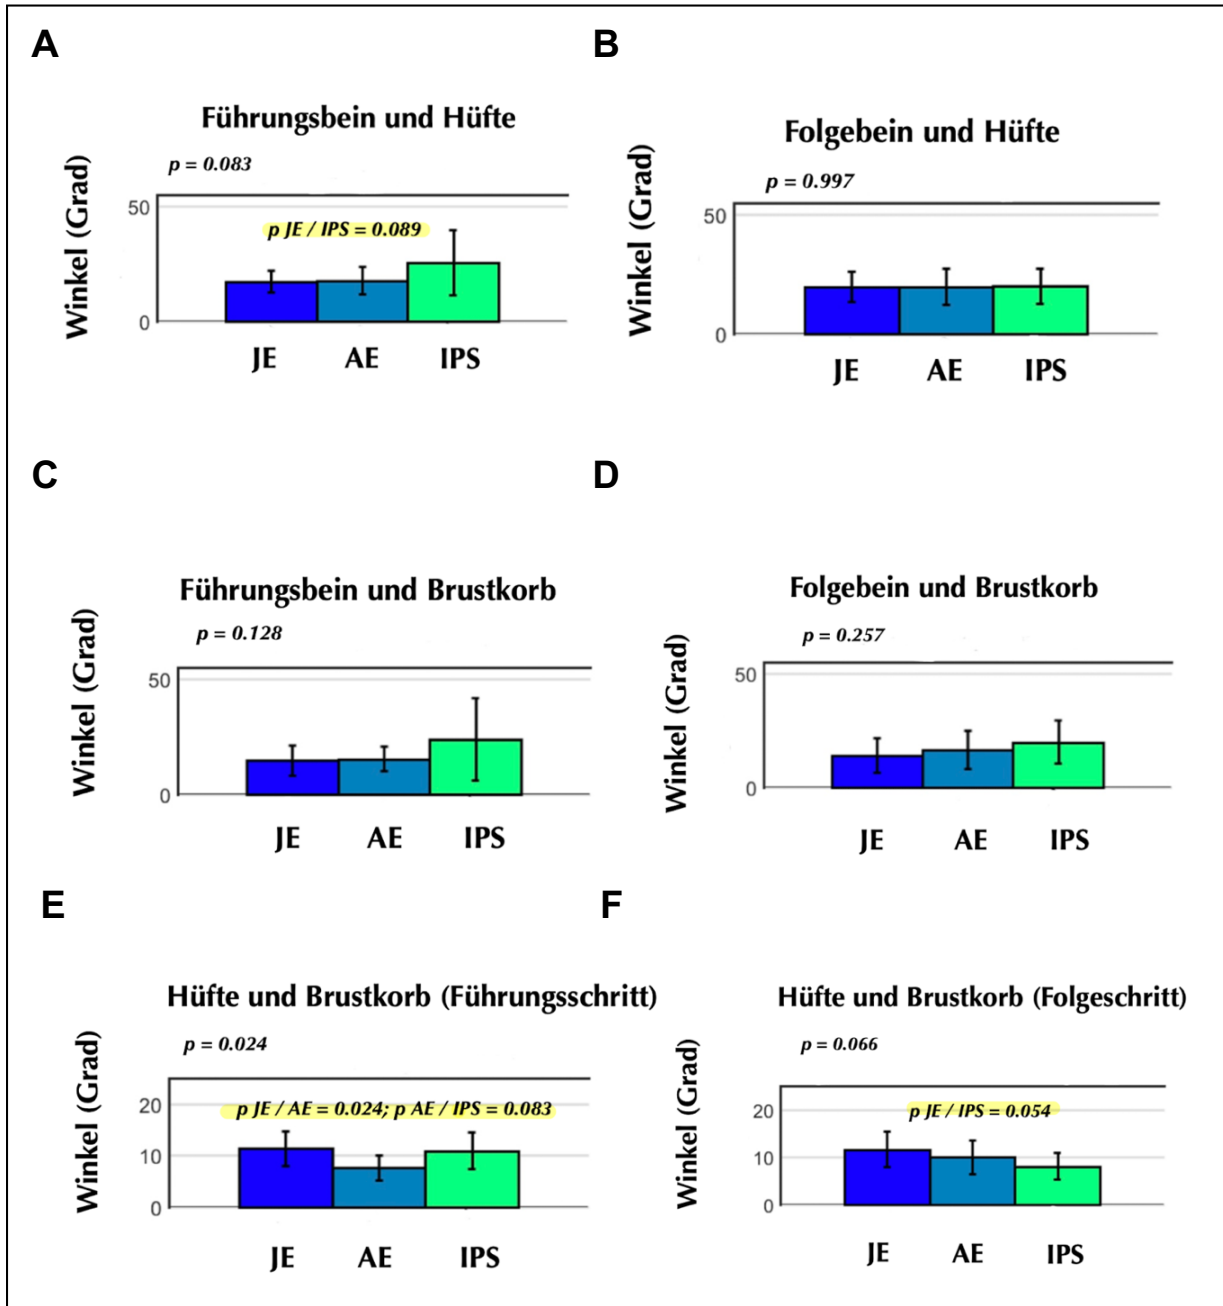 A
Führungsbein und Hüfte
p = 0.083
Winkel (Grad)
50
p JE / IPS = 0.089
0
JE AE IPS
B
Folgebein und Hüfte
p = 0.997
Winkel (Grad)
50
0
JE AE IPS
C
Führungsbein und Brustkorb
p = 0.128
Winkel (Grad)
50
0
JE AE IPS
D
Folgebein und Brustkorb
p = 0.257
Winkel (Grad)
50
0
JE AE IPS
E
Hüfte und Brustkorb (Führungsschritt)
p = 0.024
Winkel (Grad)
20
p JE / AE = 0.024; p AE / IPS = 0.083
10
0
JE AE IPS
F
Hüfte und Brustkorb (Folgeschritt)
p = 0.066
Winkel (Grad)
20
p JE / IPS = 0.054
10
0
JE AE IPS